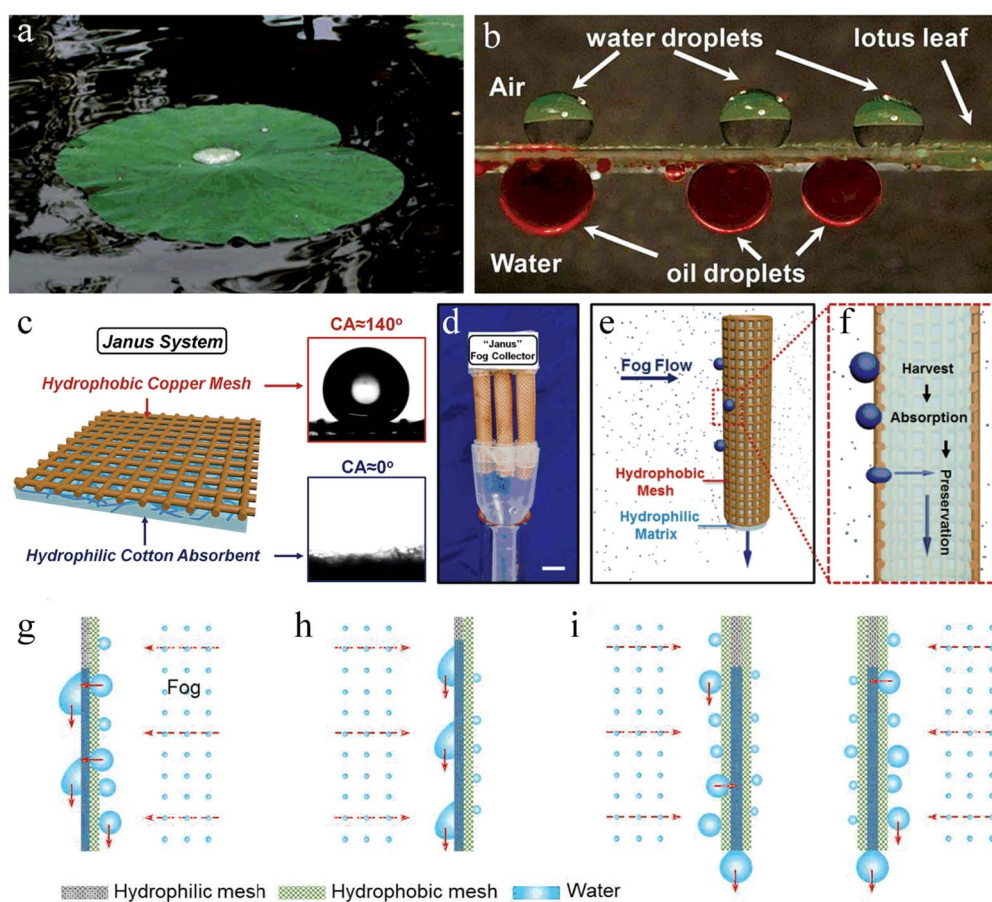 a
b
water droplets
lotus leaf
Air
Water
oil droplets
c
Janus System
Hydrophobic Copper Mesh
Hydrophilic Cotton Absorbent
CA≈140°
CA≈0°
d
"Janus"
Fog Collector
e
Fog Flow
Hydrophobic
Mesh
Hydrophilic
Matrix
f
Harvest
Absorption
Preservation
g
Fog
h
i
Hydrophilic mesh
Hydrophobic mesh
Water